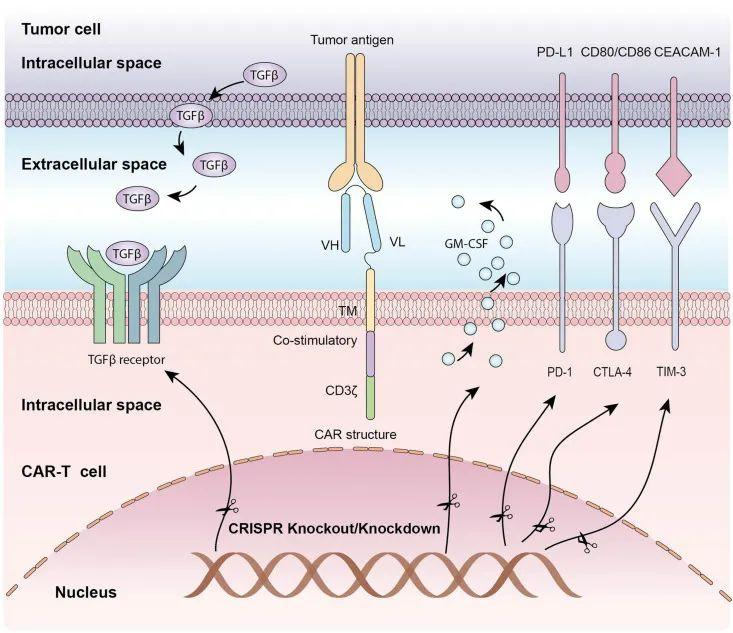 Tumor cell
Intracellular space
Tumor antigen
PD-L1
CD80/CD86
CEACAM-1
TGFβ
TGFβ
Extracellular space
TGFβ
TGFβ
TGFβ
VH
VL
GM-CSF
TM
Co-stimulatory
CD3ζ
CAR structure
TGFβ receptor
PD-1
CTLA-4
TIM-3
Intracellular space
CAR-T cell
CRISPR Knockout/Knockdown
Nucleus